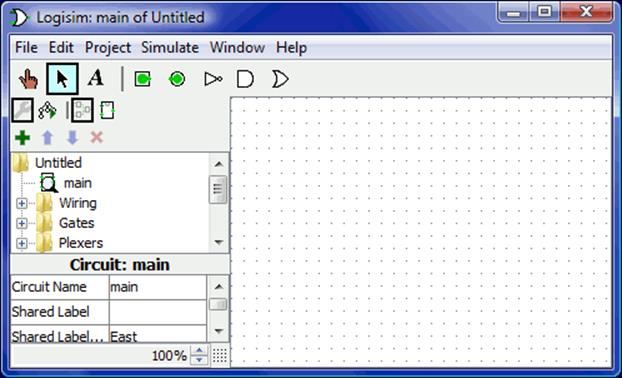 Logisim: main of Untitled
File Edit Project Simulate Window Help
A
Untitled
main
Wiring
Gates
Plexers
Circuit: main
Circuit Name main
Shared Label
Shared Label... East
100%